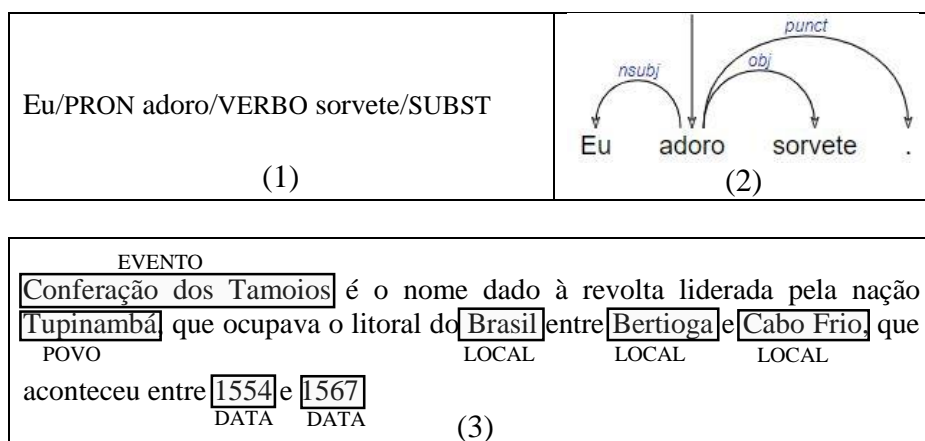 Eu/PRON adoro/VERBO sorvete/SUBST
(1)
punct
nsubj
obj
Eu adoro sorvete .
(2)
EVENTO
Conferação dos Tamoios é o nome dado à revolta liderada pela nação
Tupinambá, que ocupava o litoral do Brasil entre Bertioga e Cabo Frio, que
POVO LOCAL LOCAL LOCAL
aconteceu entre 1554 e 1567
DATA DATA
(3)